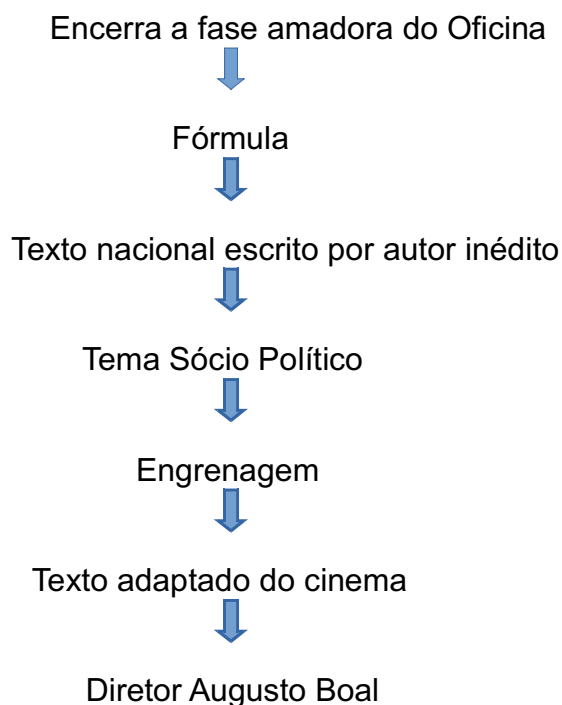 Encerra a fase amadora do Oficina
Fórmula
Texto nacional escrito por autor inédito
Tema Sócio Político
Engrenagem
Texto adaptado do cinema
Diretor Augusto Boal